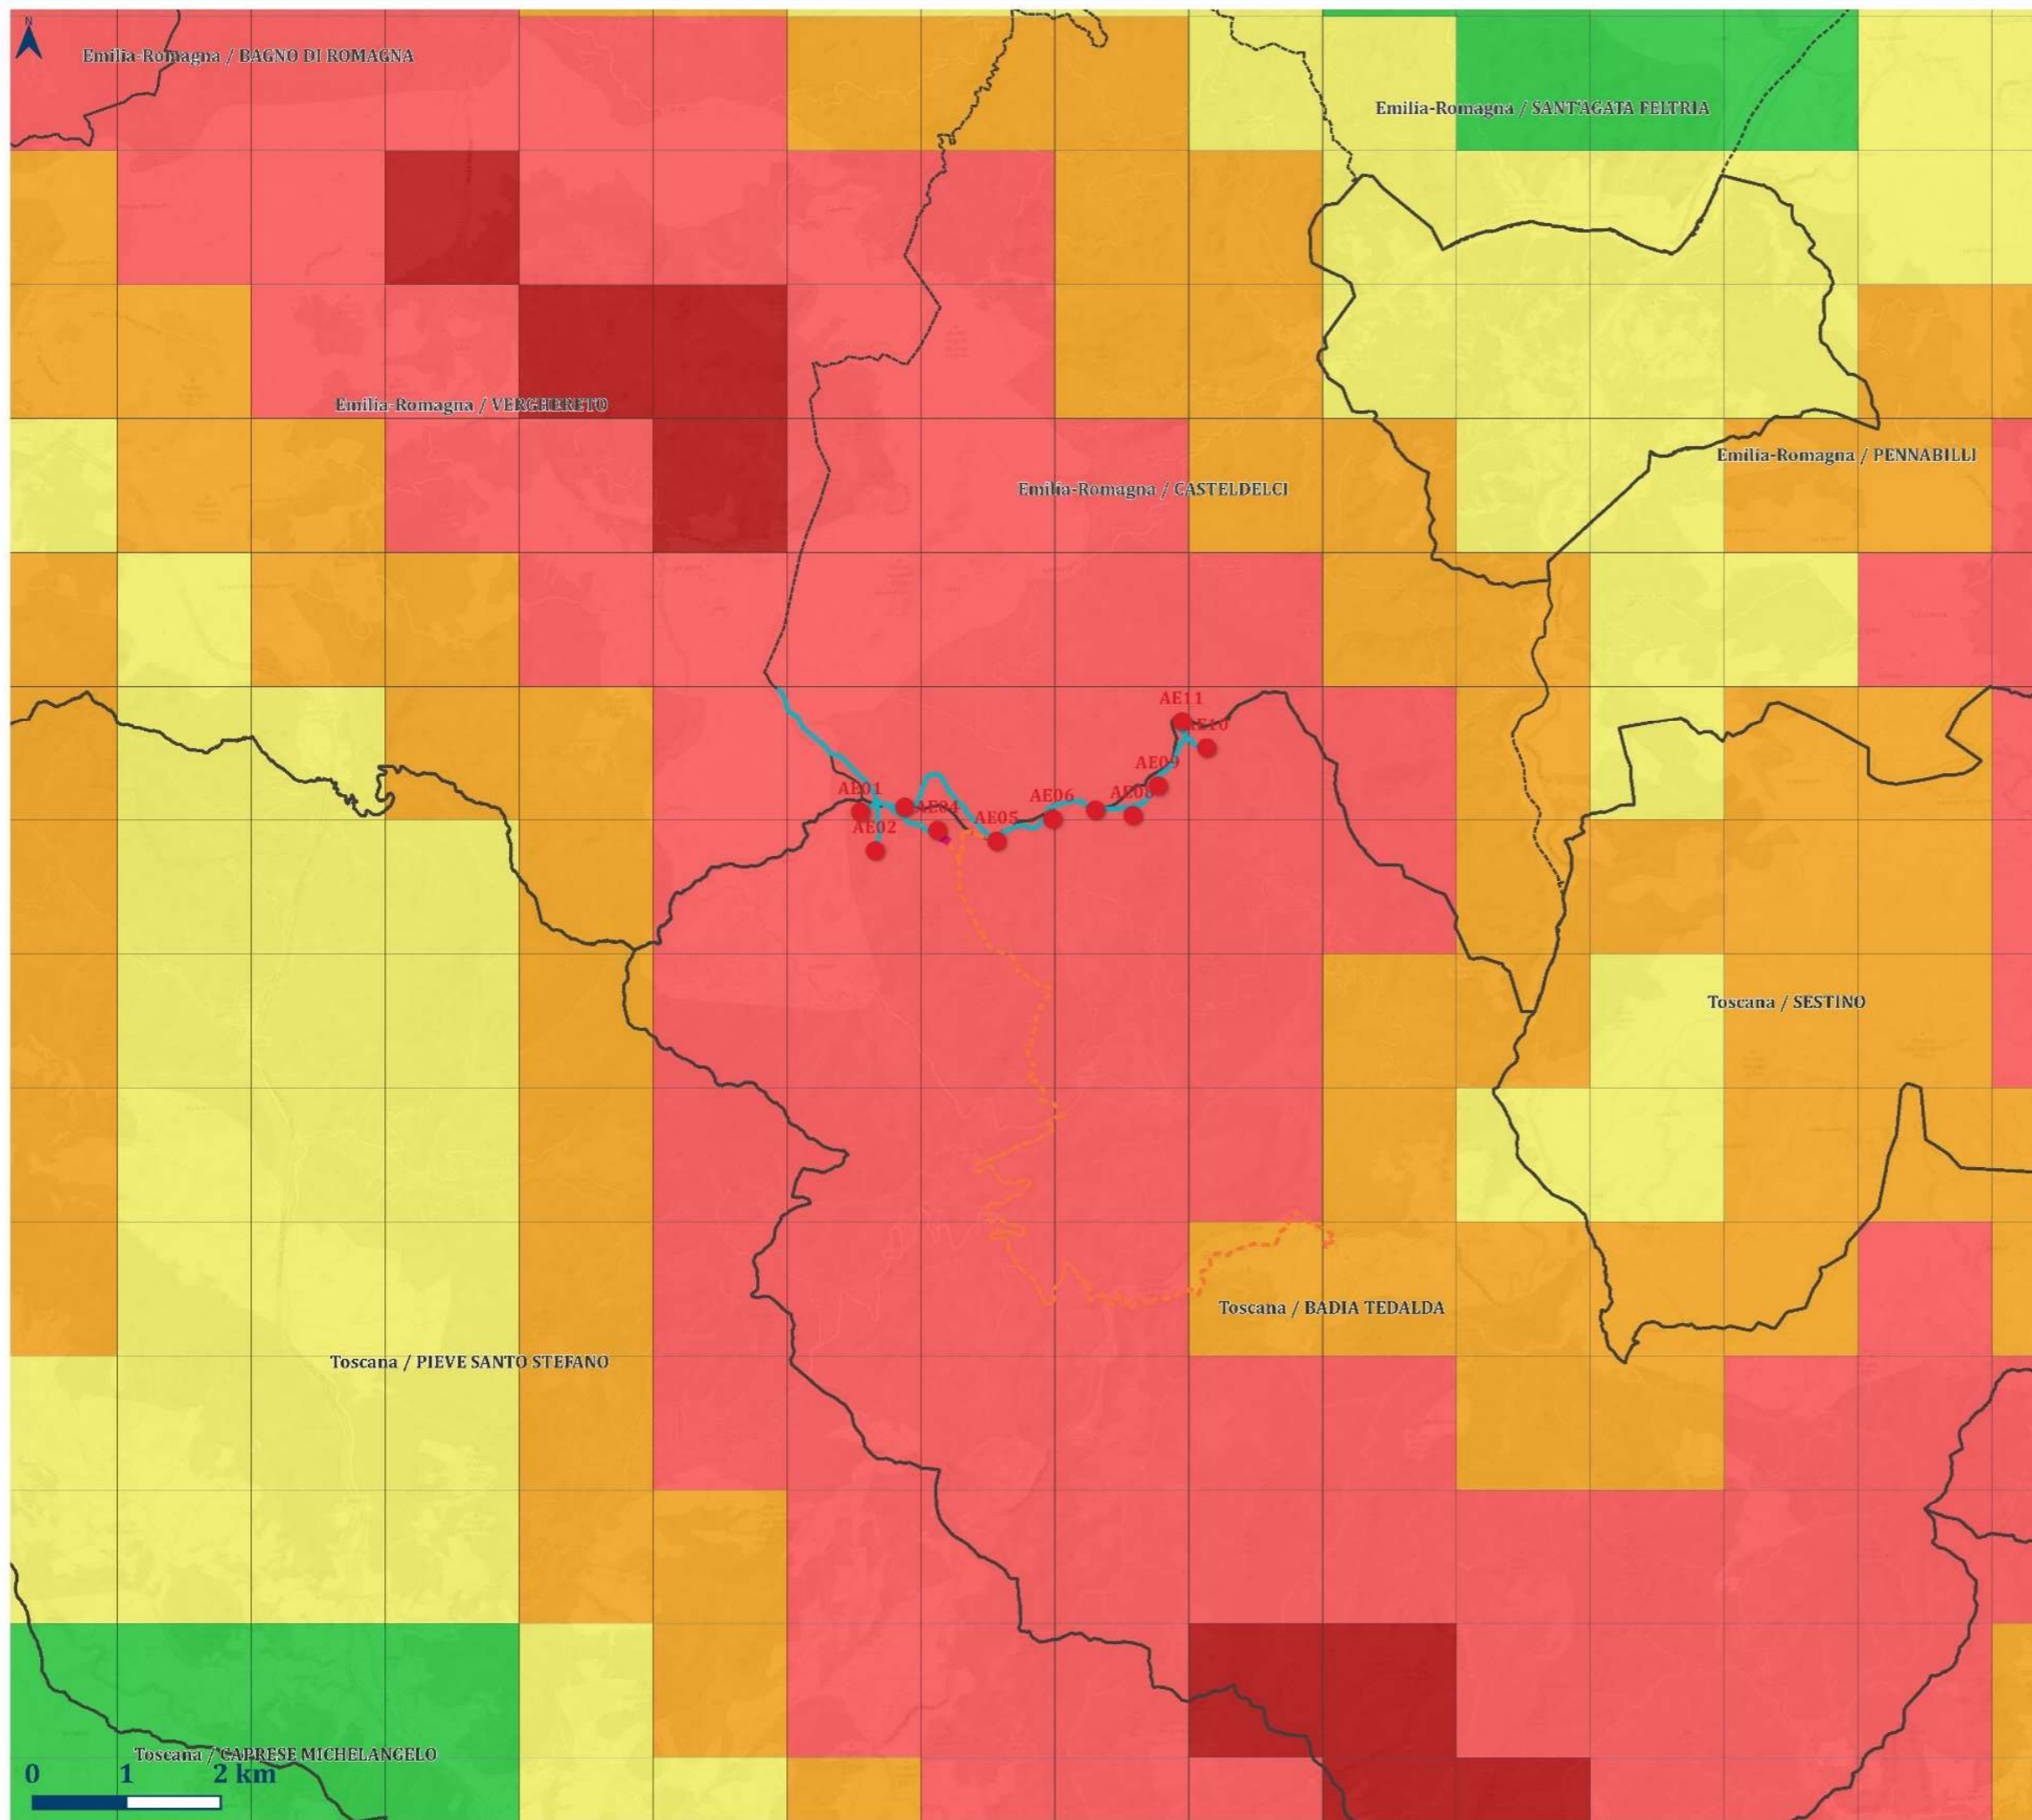 N
Emilia-Romagna / BAGNO DI ROMAGNA
Emilia-Romagna / SANT'AGATA FELTRIA
Emilia-Romagna / VERGHERETO
Emilia-Romagna / PENNABILLI
Emilia-Romagna / CASTELDELCI
AE11
AE10
AE09
AE01
AE06
AE08
AE04
AE05
AE02
Toscana / SESTINO
Toscana / BADIA TEDALDA
Toscana / PIEVE SANTO STEFANO
Toscana / CAPRESE MICHELANGELO
0 1 2 km